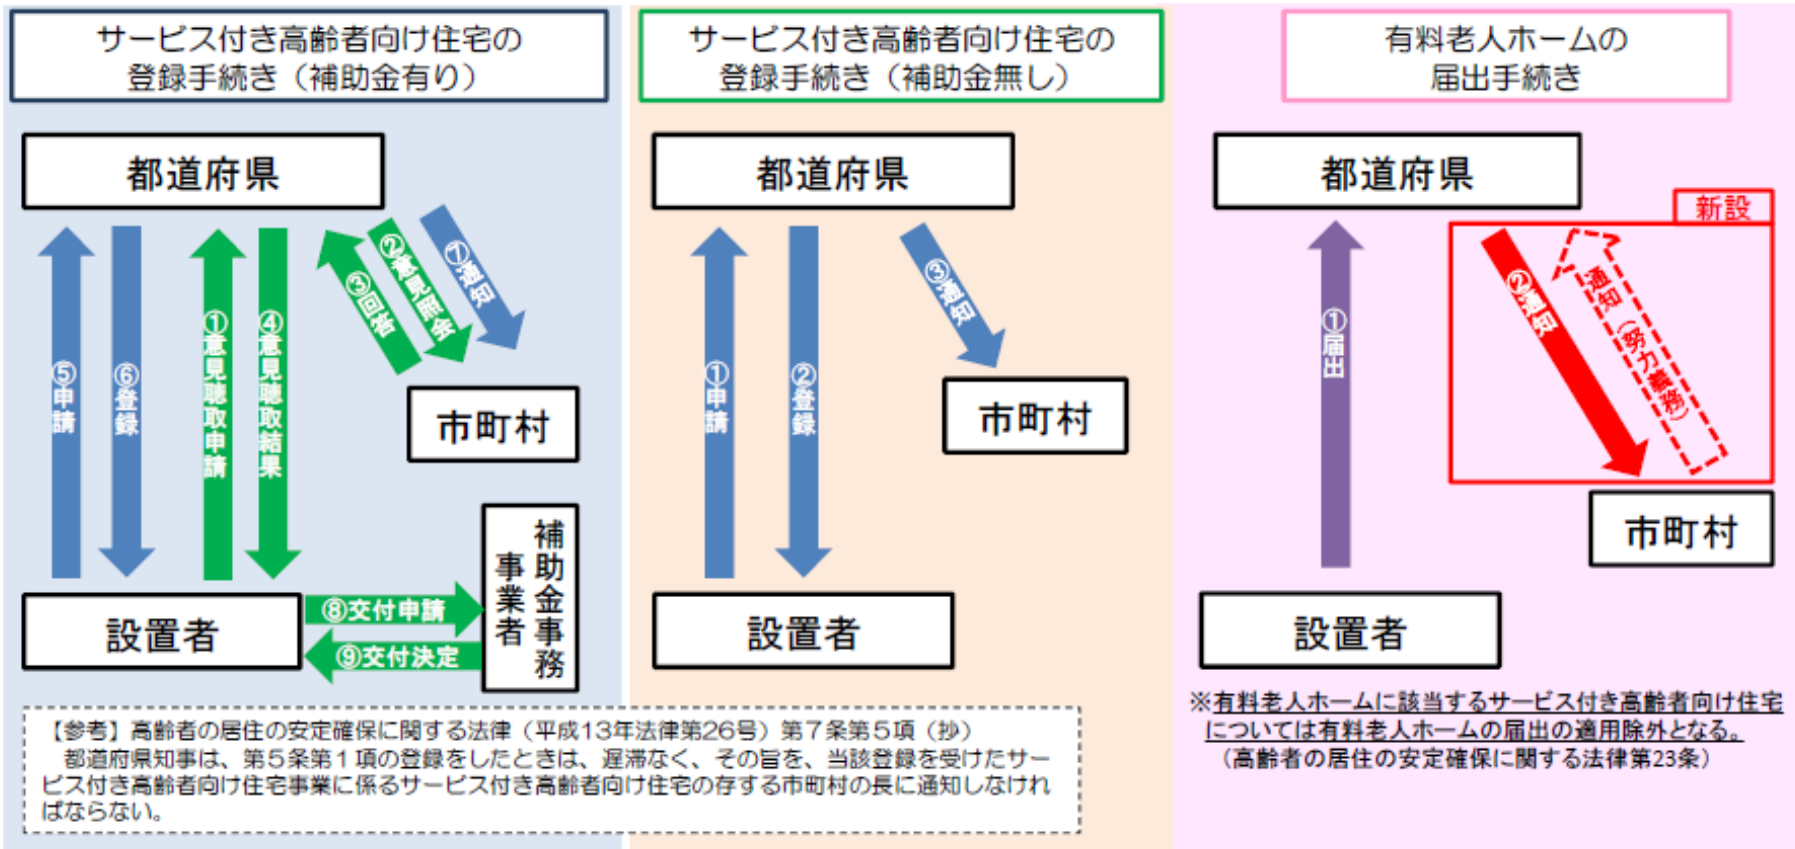 サービス付き高齢者向け住宅の
登録手続き（補助金有り）
都道府県
⑤申請
⑥登録
①意見聴取申請
④意見聴取結果
③回答
②意見照会
⑦通知
市町村
設置者
⑧交付申請
⑨交付決定
補助金事務
事業者
サービス付き高齢者向け住宅の
登録手続き（補助金無し）
都道府県
①申請
②登録
③通知
市町村
設置者
【参考】高齢者の居住の安定確保に関する法律（平成13年法律第26号）第７条第５項（抄）
都道府県知事は、第５条第１項の登録をしたときは、遅滞なく、その旨を、当該登録を受けたサー
ビス付き高齢者向け住宅事業に係るサービス付き高齢者向け住宅の存する市町村の長に通知しなけれ
ばならない。
有料老人ホームの
届出手続き
都道府県
新設
①届出
②通知
通知（努力義務）
市町村
設置者
※有料老人ホームに該当するサービス付き高齢者向け住宅
については有料老人ホームの届出の適用除外となる。
（高齢者の居住の安定確保に関する法律第23条）